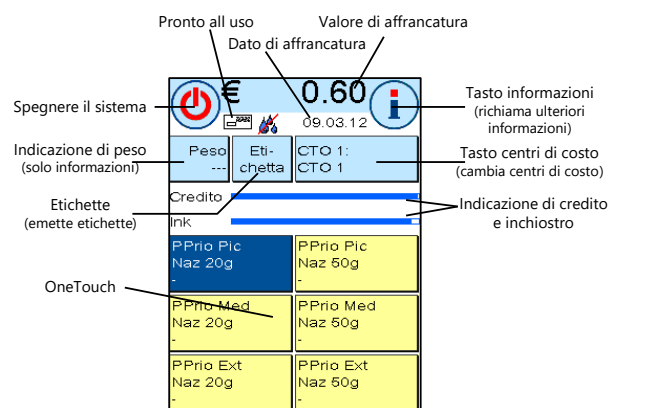 Pronto all uso
Valore di affrancatura
Dato di affrancatura
Spegnere il sistema
€
0.60
i
09.03.12
Tasto informazioni
(richiama ulteriori
informazioni)
Indicazione di peso
(solo informazioni)
Peso
---
Eti-
chetta
CTO 1:
CTO 1
Tasto centri di costo
(cambia centri di costo)
Etichette
(emette etichette)
Credito
Ink
Indicazione di credito
e inchiostro
PPrio Pic
Naz 20g
-
PPrio Pic
Naz 50g
-
OneTouch
PPrio Med
Naz 20g
-
PPrio Med
Naz 50g
-
PPrio Ext
Naz 20g
-
PPrio Ext
Naz 50g
-